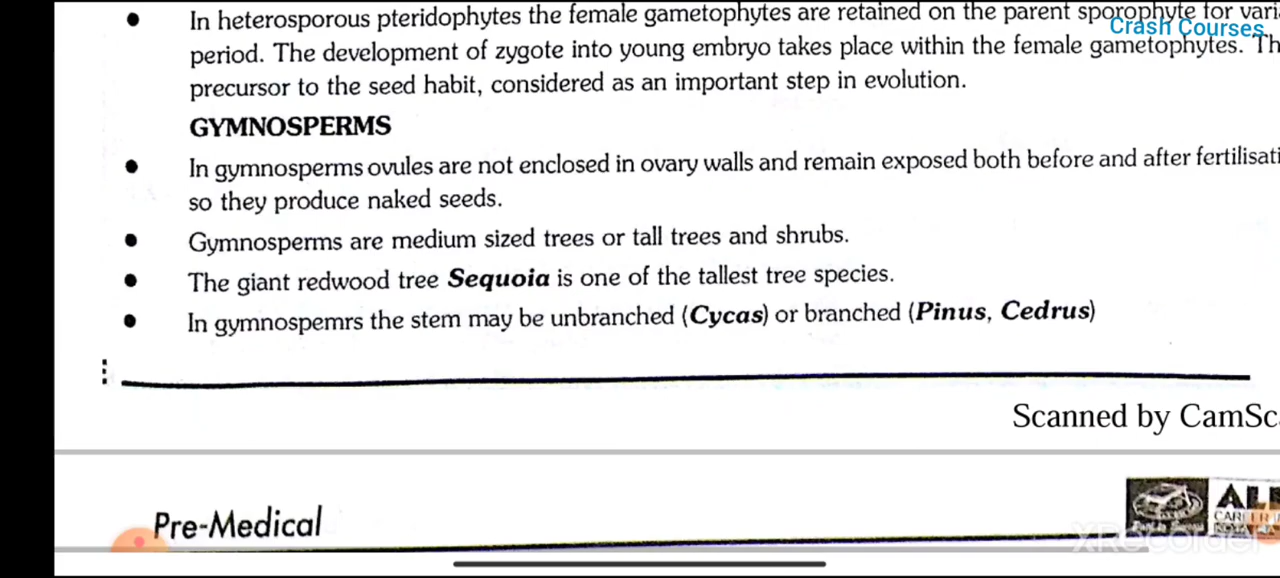 In heterosporous pteridophytes the female gametophytes are retained on the parent sporophyte for
Crash Courses
period. The development of zygote into young embryo takes place within the female gametophytes.
precursor to the seed habit, considered as an important step in evolution.
GYMNOSPERMS
In gymnosperms ovules are not enclosed in ovary walls and remain exposed both before and after
so they produce naked seeds.
Gymnosperms are medium sized trees or tall trees and shrubs.
The giant redwood tree Sequoia is one of the tallest tree species.
In gymnospemrs the stem may be unbranched (Cycas) or branched (Pinus, Cedrus)
Scanned by
Pre-Medical
XRecorder